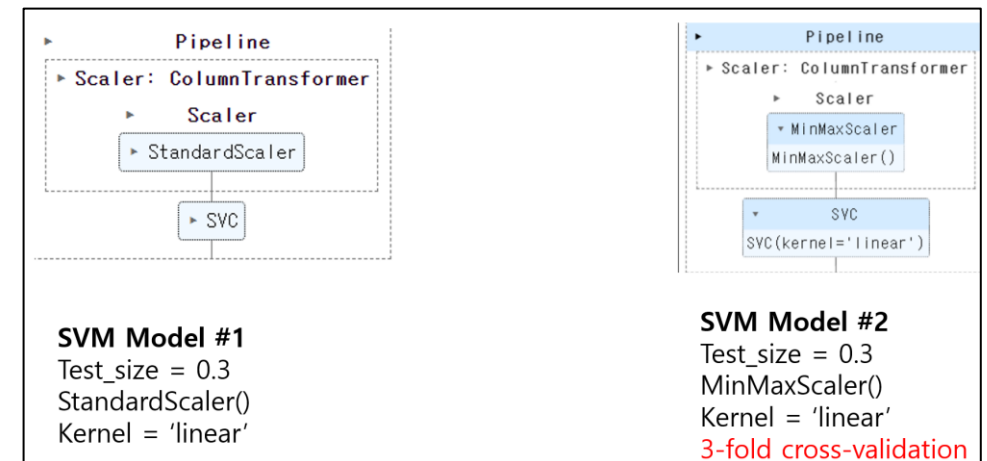 Pipeline
Scaler: ColumnTransformer
Scaler
StandardScaler
SVC
SVM Model #1
Test_size = 0.3
StandardScaler()
Kernel = ‘linear’
Pipeline
Scaler: ColumnTransformer
Scaler
MinMaxScaler
MinMaxScaler()
SVC
SVC(kernel='linear')
SVM Model #2
Test_size = 0.3
MinMaxScaler()
Kernel = ‘linear’
3-fold cross-validation